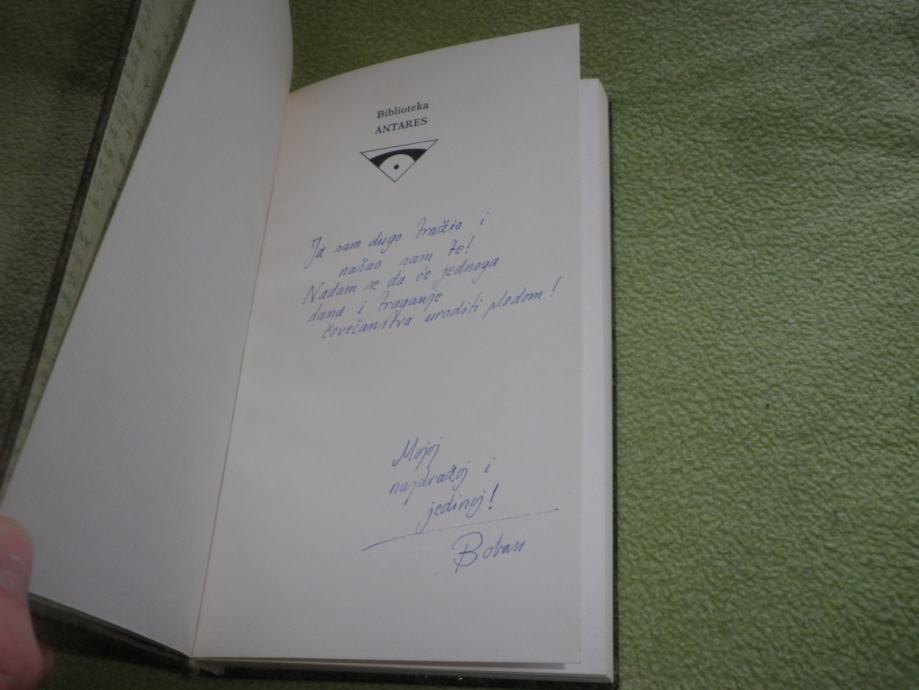 Biblioteka
ANTARES
Ja sam dugo tražio i
našao sam te!
Nadam se da će jednoga
dana i traganje
čovečanstva uroditi plodom!
Mojoj
najdražoj i
jedinoj!
Boban